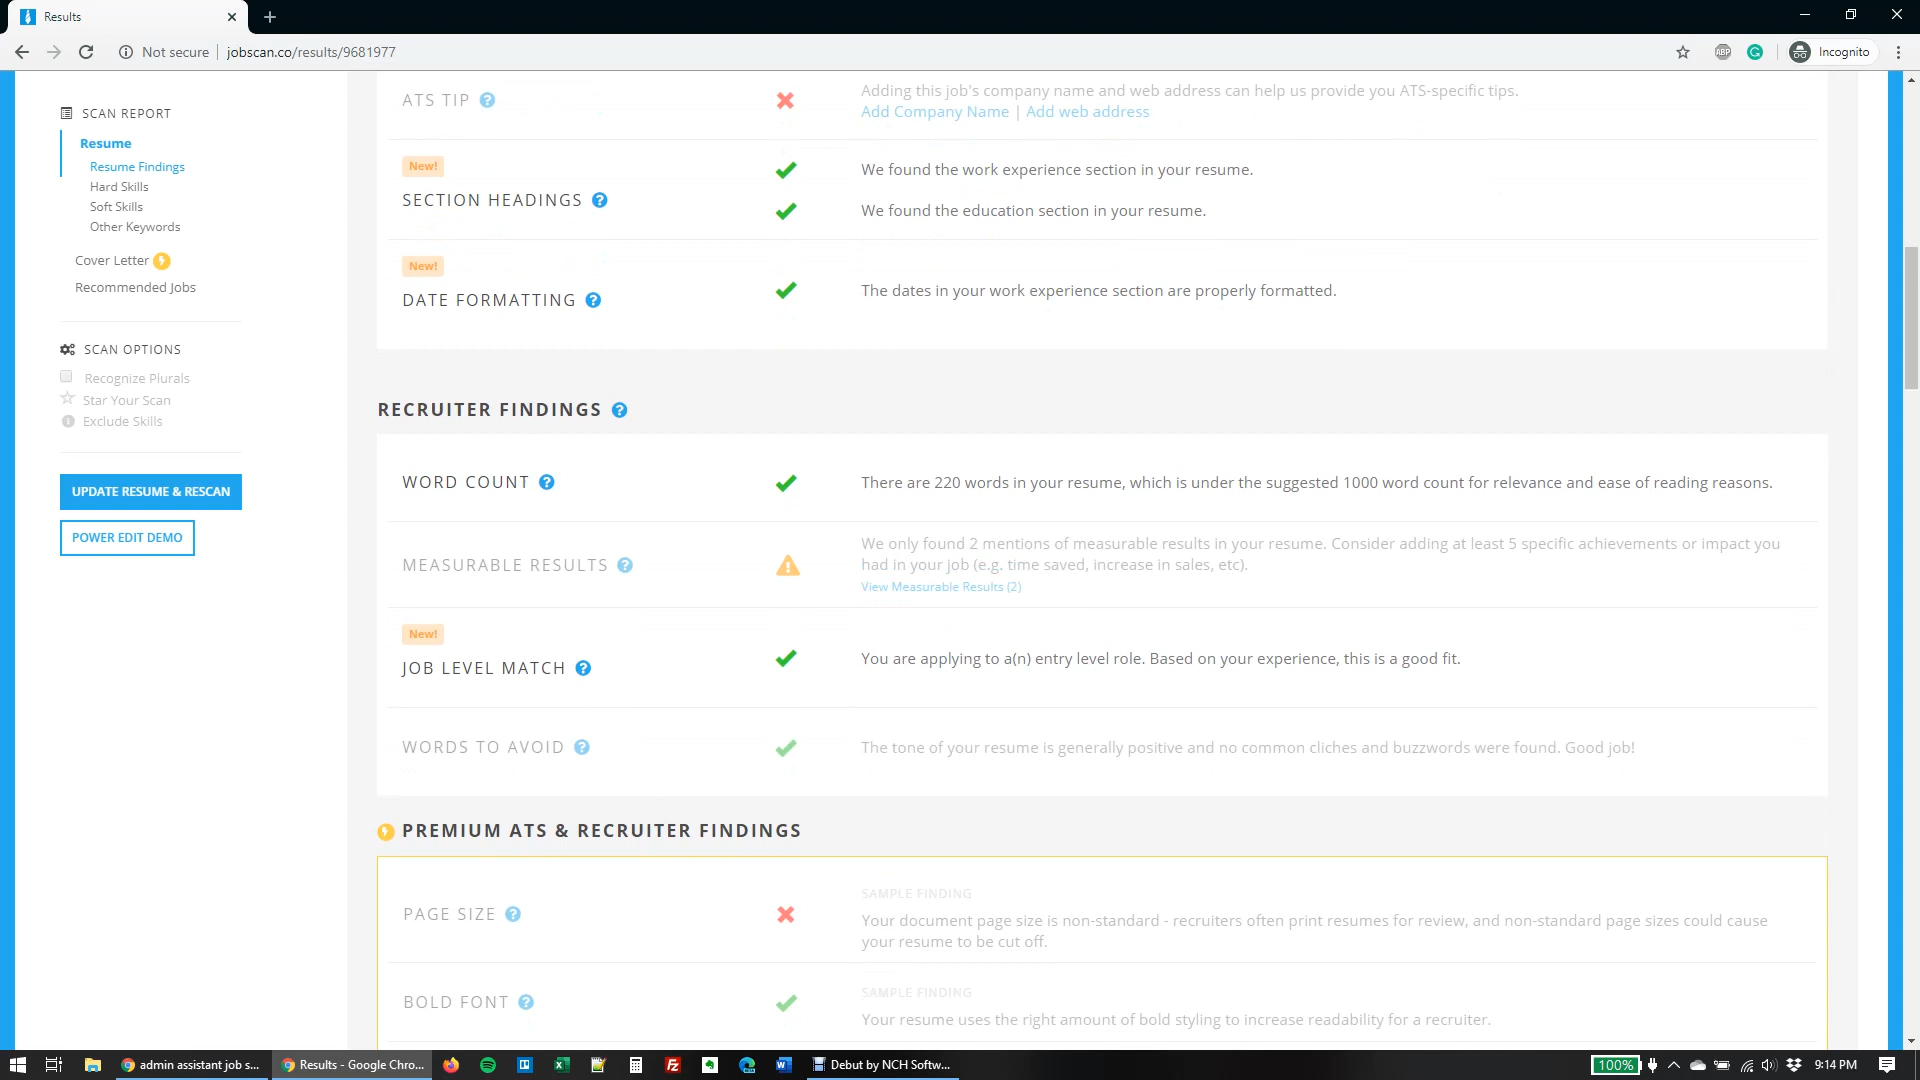 Results
Not secure
jobscan.co/results/9681977
ABP
Incognito
SCAN REPORT
Resume
Resume Findings
Hard Skills
Soft Skills
Other Keywords
Cover Letter
Recommended Jobs
SCAN OPTIONS
Recognize Plurals
Star Your Scan
Exclude Skills
UPDATE RESUME & RESCAN
POWER EDIT DEMO
ATS TIP ?
Adding this job's company name and web address can help us provide you ATS-specific tips.
Add Company Name | Add web address
New!
SECTION HEADINGS ?
We found the work experience section in your resume.
We found the education section in your resume.
New!
DATE FORMATTING ?
The dates in your work experience section are properly formatted.
RECRUITER FINDINGS ?
WORD COUNT ?
There are 220 words in your resume, which is under the suggested 1000 word count for relevance and ease of reading reasons.
MEASURABLE RESULTS ?
We only found 2 mentions of measurable results in your resume. Consider adding at least 5 specific achievements or impact you
had in your job (e.g. time saved, increase in sales, etc).
View Measurable Results (2)
New!
JOB LEVEL MATCH ?
You are applying to a(n) entry level role. Based on your experience, this is a good fit.
WORDS TO AVOID ?
The tone of your resume is generally positive and no common cliches and buzzwords were found. Good job!
PREMIUM ATS & RECRUITER FINDINGS
PAGE SIZE ?
SAMPLE FINDING
Your document page size is non-standard - recruiters often print resumes for review, and non-standard page sizes could cause
your resume to be cut off.
BOLD FONT ?
SAMPLE FINDING
Your resume uses the right amount of bold styling to increase readability for a recruiter.
admin assistant job s...
Results - Google Chro...
Debut by NCH Softw...
100%
9:14 PM